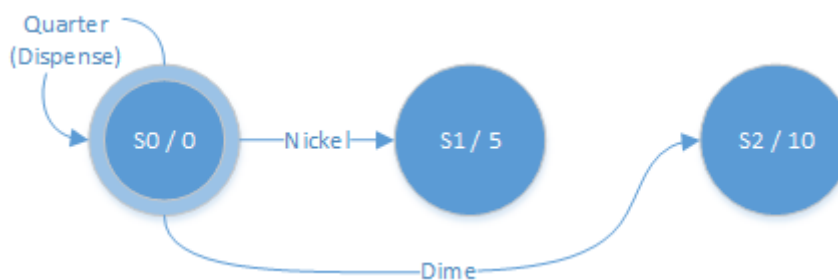 Quarter
(Dispense)
S0 / 0
Nickel
S1 / 5
S2 / 10
Dime